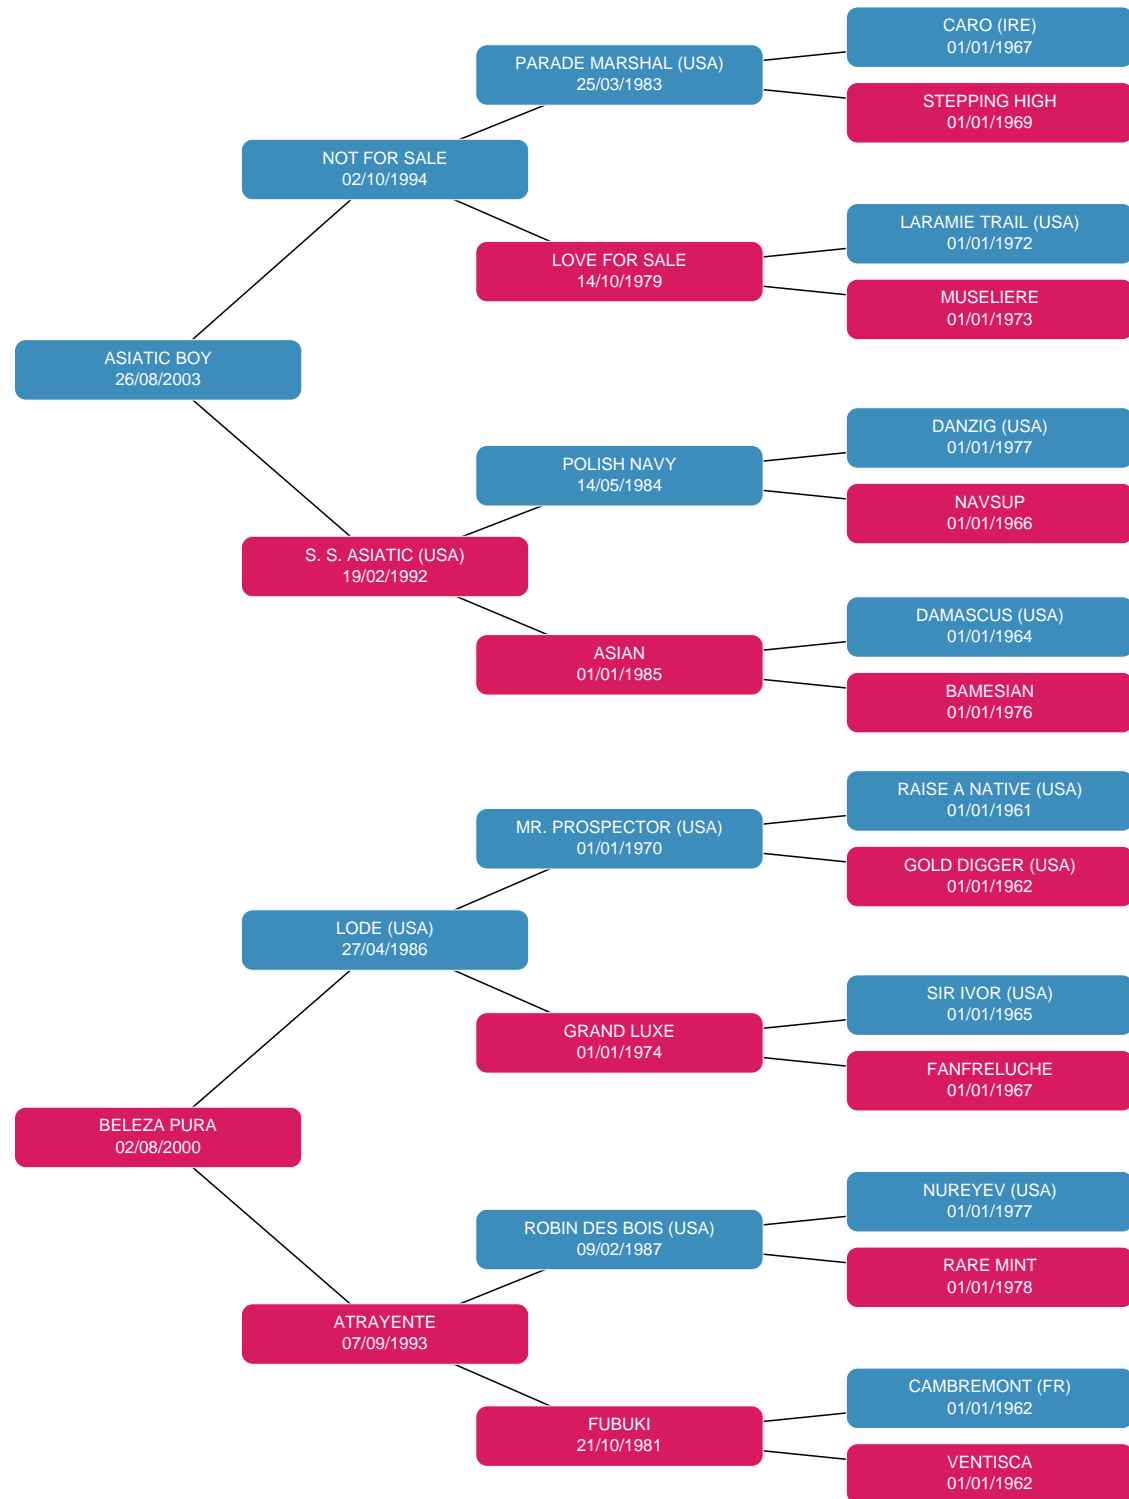 CARO (IRE)
01/01/1967
PARADE MARSHAL (USA)
25/03/1983
STEPPING HIGH
01/01/1969
NOT FOR SALE
02/10/1994
LARAMIE TRAIL (USA)
01/01/1972
LOVE FOR SALE
14/10/1979
MUSELIERE
01/01/1973
ASIATIC BOY
26/08/2003
DANZIG (USA)
01/01/1977
POLISH NAVY
14/05/1984
NAVSUP
01/01/1966
S. S. ASIATIC (USA)
19/02/1992
DAMASCUS (USA)
01/01/1964
ASIAN
01/01/1985
BAMESIAN
01/01/1976
RAISE A NATIVE (USA)
01/01/1961
MR. PROSPECTOR (USA)
01/01/1970
GOLD DIGGER (USA)
01/01/1962
LODE (USA)
27/04/1986
SIR IVOR (USA)
01/01/1965
GRAND LUXE
01/01/1974
FANFRELUCHE
01/01/1967
BELEZA PURA
02/08/2000
NUREYEV (USA)
01/01/1977
ROBIN DES BOIS (USA)
09/02/1987
RARE MINT
01/01/1978
ATRAYENTE
07/09/1993
CAMBREMONT (FR)
01/01/1962
FUBUKI
21/10/1981
VENTISCA
01/01/1962